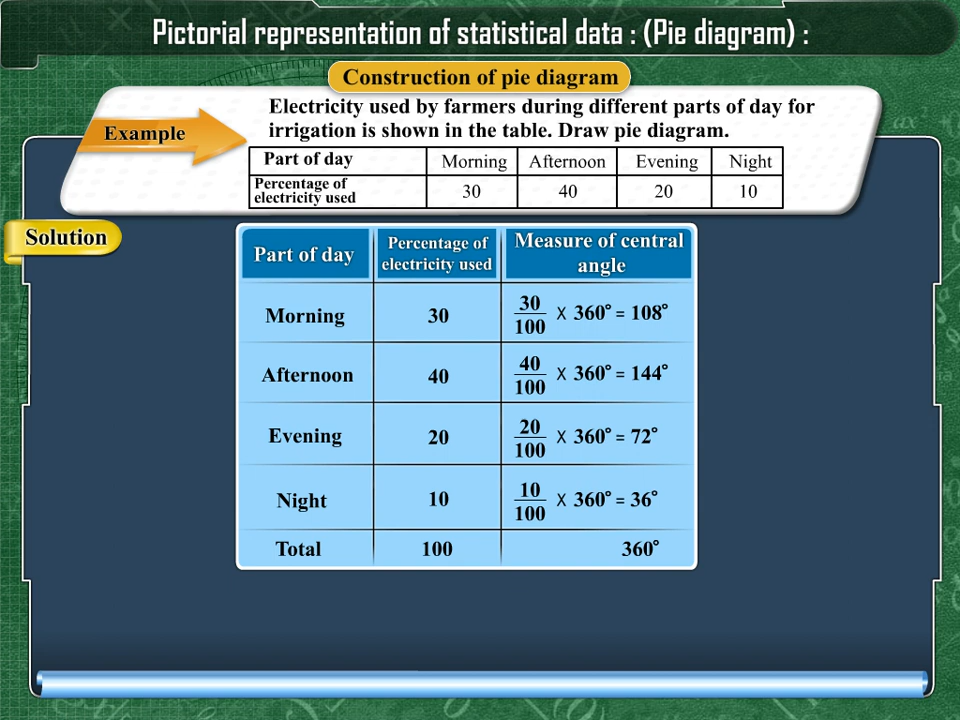 Pictorial representation of statistical data : (Pie diagram) :
Construction of pie diagram
Example
Electricity used by farmers during different parts of day for
irrigation is shown in the table. Draw pie diagram.
Part of day Morning Afternoon Evening Night
Percentage of
electricity used 30 40 20 10
Solution
Part of day Percentage of electricity used Measure of central angle
Morning 30 30/100 X 360° = 108°
Afternoon 40 40/100 X 360° = 144°
Evening 20 20/100 X 360° = 72°
Night 10 10/100 X 360° = 36°
Total 100 360°